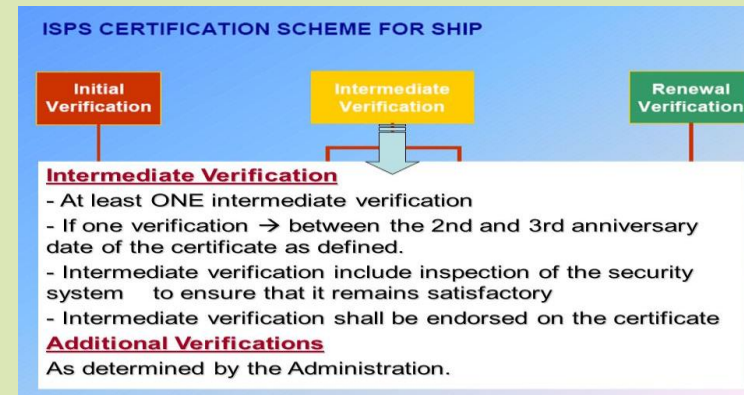 ISPS CERTIFICATION SCHEME FOR SHIP
Initial
Verification
Intermediate
Verification
Renewal
Verification
Intermediate Verification
- At least ONE intermediate verification
- If one verification → between the 2nd and 3rd anniversary
date of the certificate as defined.
- Intermediate verification include inspection of the security
system to ensure that it remains satisfactory
- Intermediate verification shall be endorsed on the certificate
Additional Verifications
As determined by the Administration.